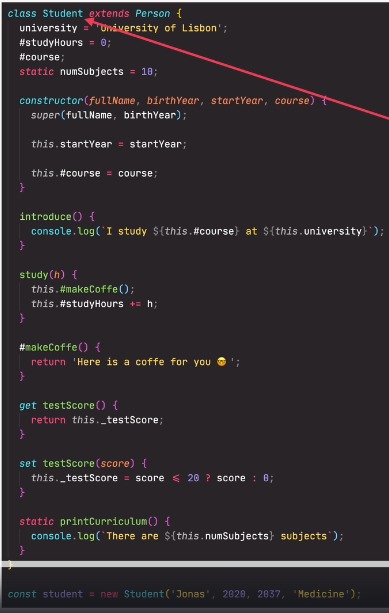 class Student extends Person {
university = 'University of Lisbon';
#studyHours = 0;
#course;
static numSubjects = 10;
constructor(fullName, birthYear, startYear, course) {
super(fullName, birthYear);
this.startYear = startYear;
this.#course = course;
}
introduce() {
console.log(`I study ${this.#course} at ${this.university}`);
}
study(h) {
this.#makeCoffe();
this.#studyHours += h;
}
#makeCoffe() {
return 'Here is a coffe for you 🤓 ';
}
get testScore() {
return this._testScore;
}
set testScore(score) {
this._testScore = score ≤ 20 ? score : 0;
}
static printCurriculum() {
console.log(`There are ${this.numSubjects} subjects`);
}
}
const student = new Student('Jonas', 2020, 2037, 'Medicine');